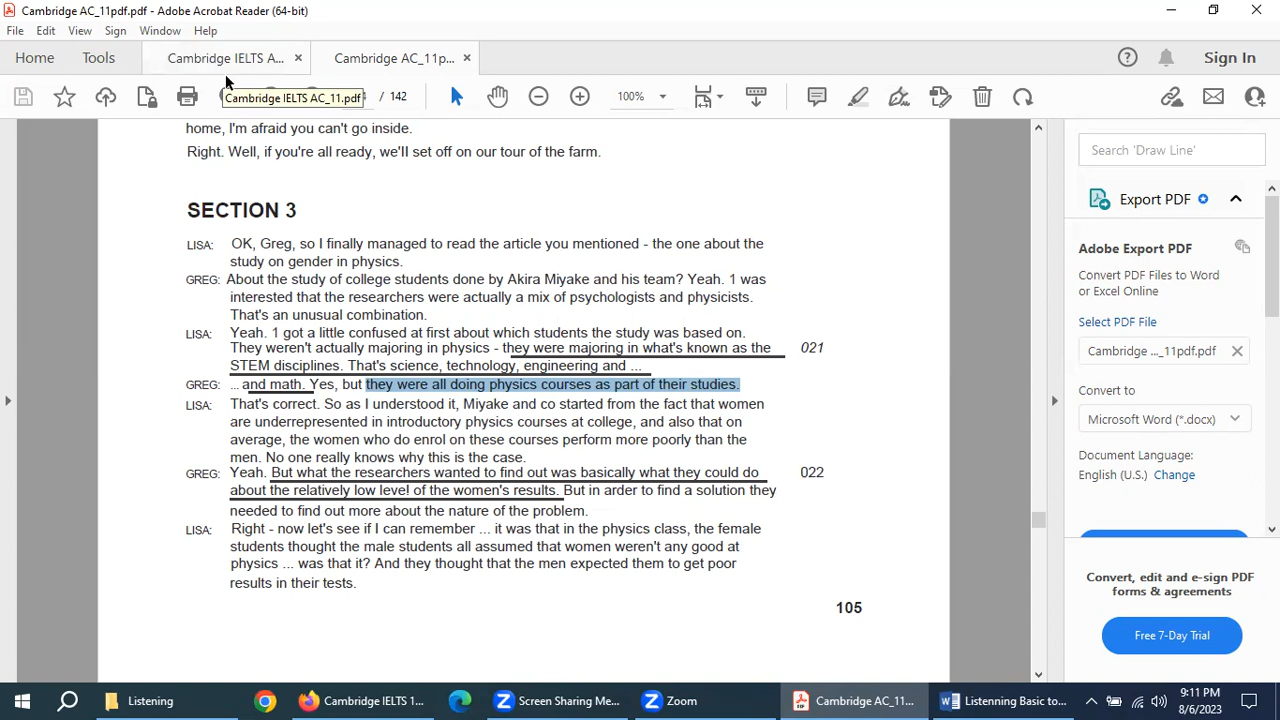 Cambridge AC_11pdf.pdf - Adobe Acrobat Reader (64-bit)
File Edit View Sign Window Help
Home Tools Cambridge IELTS A... Cambridge AC_11p... Sign In
/ 142 100%
Cambridge IELTS AC_11.pdf
home, I'm afraid you can't go inside.
Right. Well, if you're all ready, we'll set off on our tour of the farm.
SECTION 3
LISA: OK, Greg, so I finally managed to read the article you mentioned - the one about the
study on gender in physics.
GREG: About the study of college students done by Akira Miyake and his team? Yeah. 1 was
interested that the researchers were actually a mix of psychologists and physicists.
That's an unusual combination.
LISA: Yeah. 1 got a little confused at first about which students the study was based on.
They weren't actually majoring in physics - they were majoring in what's known as the 021
STEM disciplines. That's science, technology, engineering and ...
GREG: ... and math. Yes, but they were all doing physics courses as part of their studies.
LISA: That's correct. So as I understood it, Miyake and co started from the fact that women
are underrepresented in introductory physics courses at college, and also that on
average, the women who do enrol on these courses perform more poorly than the
men. No one really knows why this is the case.
GREG: Yeah. But what the researchers wanted to find out was basically what they could do 022
about the relatively low level of the women's results. But in arder to find a solution they
needed to find out more about the nature of the problem.
LISA: Right - now let's see if I can remember ... it was that in the physics class, the female
students thought the male students all assumed that women weren't any good at
physics ... was that it? And they thought that the men expected them to get poor
results in their tests.
105
Search 'Draw Line'
Export PDF
Adobe Export PDF
Convert PDF Files to Word
or Excel Online
Select PDF File
Cambridge ..._11pdf.pdf
Convert to
Microsoft Word (*.docx)
Document Language:
English (U.S.) Change
Convert, edit and e-sign PDF
forms & agreements
Free 7-Day Trial
Listening Cambridge IELTS 1... Screen Sharing Me... Zoom Cambridge AC_11... Listenning Basic to...
9:11 PM
8/6/2023